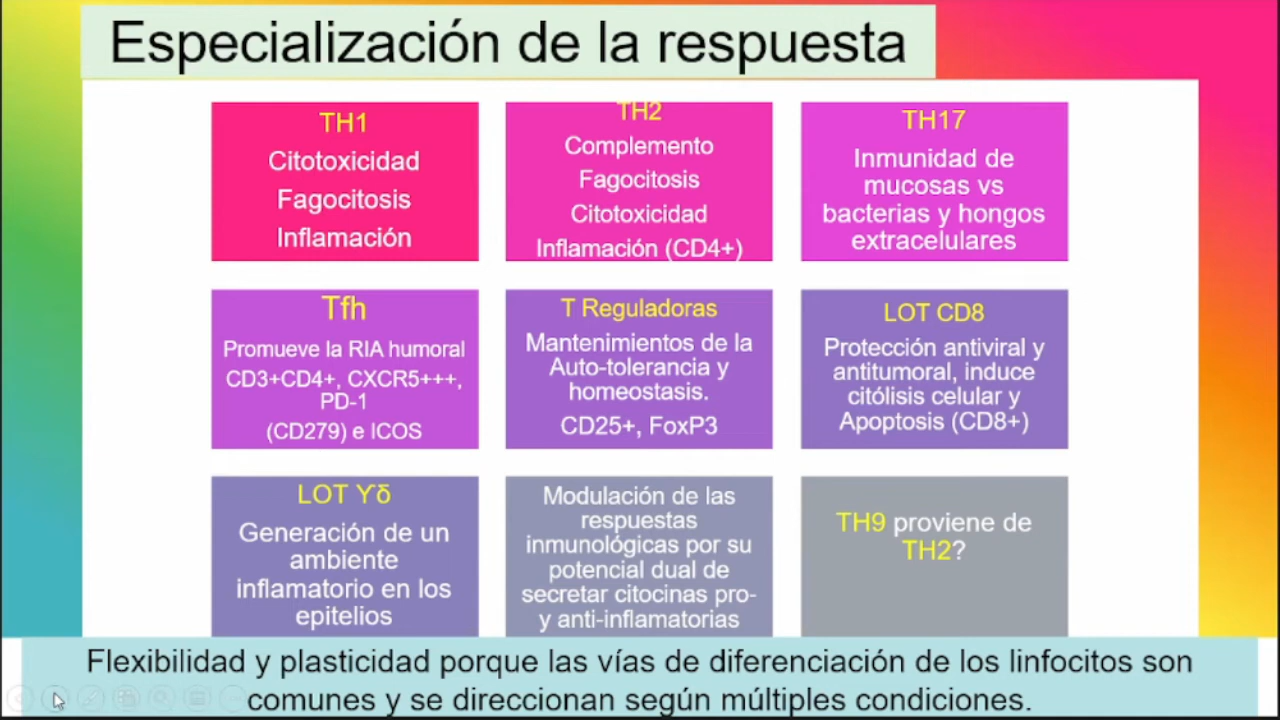 Especialización de la respuesta
TH1
Citotoxicidad
Fagocitosis
Inflamación
TH2
Complemento
Fagocitosis
Citotoxicidad
Inflamación (CD4+)
TH17
Inmunidad de
mucosas vs
bacterias y hongos
extracelulares
Tfh
Promueve la RIA humoral
CD3+CD4+, CXCR5+++,
PD-1
(CD279) e ICOS
T Reguladoras
Mantenimientos de la
Auto-tolerancia y
homeostasis.
CD25+, FoxP3
LOT CD8
Protección antiviral y
antitumoral, induce
citólisis celular y
Apoptosis (CD8+)
LOT ϒδ
Generación de un
ambiente
inflamatorio en los
epitelios
Modulación de las
respuestas
inmunológicas por su
potencial dual de
secretar citocinas pro-
y anti-inflamatorias
TH9 proviene de
TH2?
Flexibilidad y plasticidad porque las vías de diferenciación de los linfocitos son
comunes y se direccionan según múltiples condiciones.